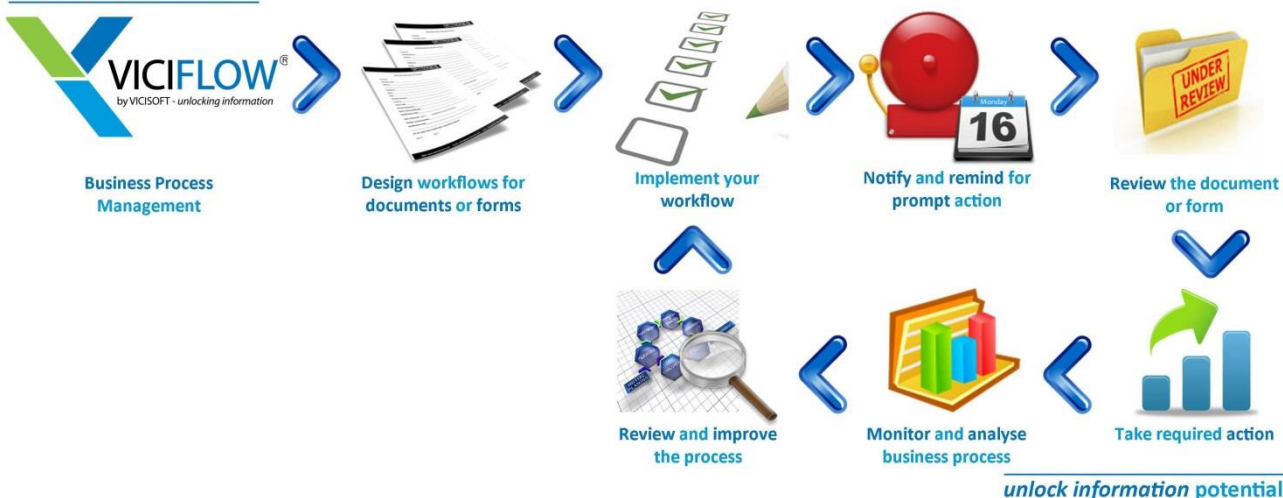 VICIFLOW®
by VICISOFT - unlocking information
Business Process
Management
Design workflows for
documents or forms
Implement your
workflow
Monday
16
Notify and remind for
prompt action
UNDER
REVIEW
Review the document
or form
Review and improve
the process
Monitor and analyse
business process
Take required action
unlock information potential